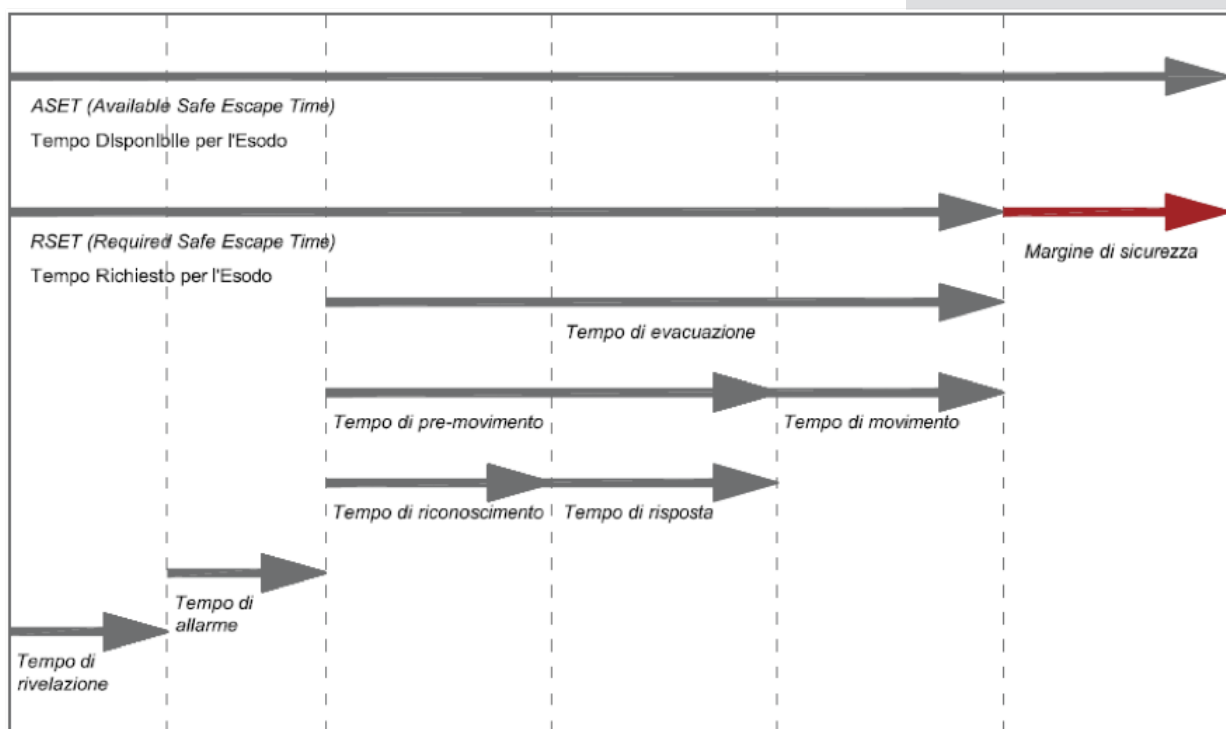 ASET (Available Safe Escape Time)
Tempo Disponibile per l'Esodo
RSET (Required Safe Escape Time)
Tempo Richiesto per l'Esodo
Margine di sicurezza
Tempo di evacuazione
Tempo di pre-movimento
Tempo di movimento
Tempo di riconoscimento
Tempo di risposta
Tempo di
allarme
Tempo di
rivelazione